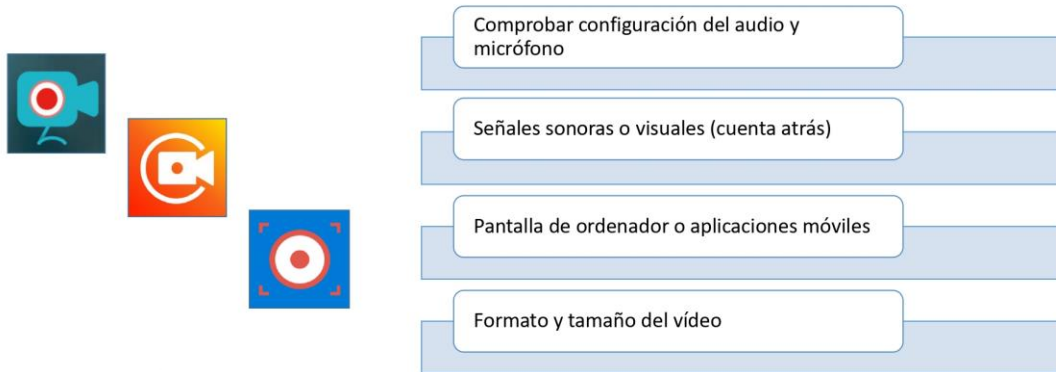 Comprobar configuración del audio y
micrófono
Señales sonoras o visuales (cuenta atrás)
Pantalla de ordenador o aplicaciones móviles
Formato y tamaño del vídeo